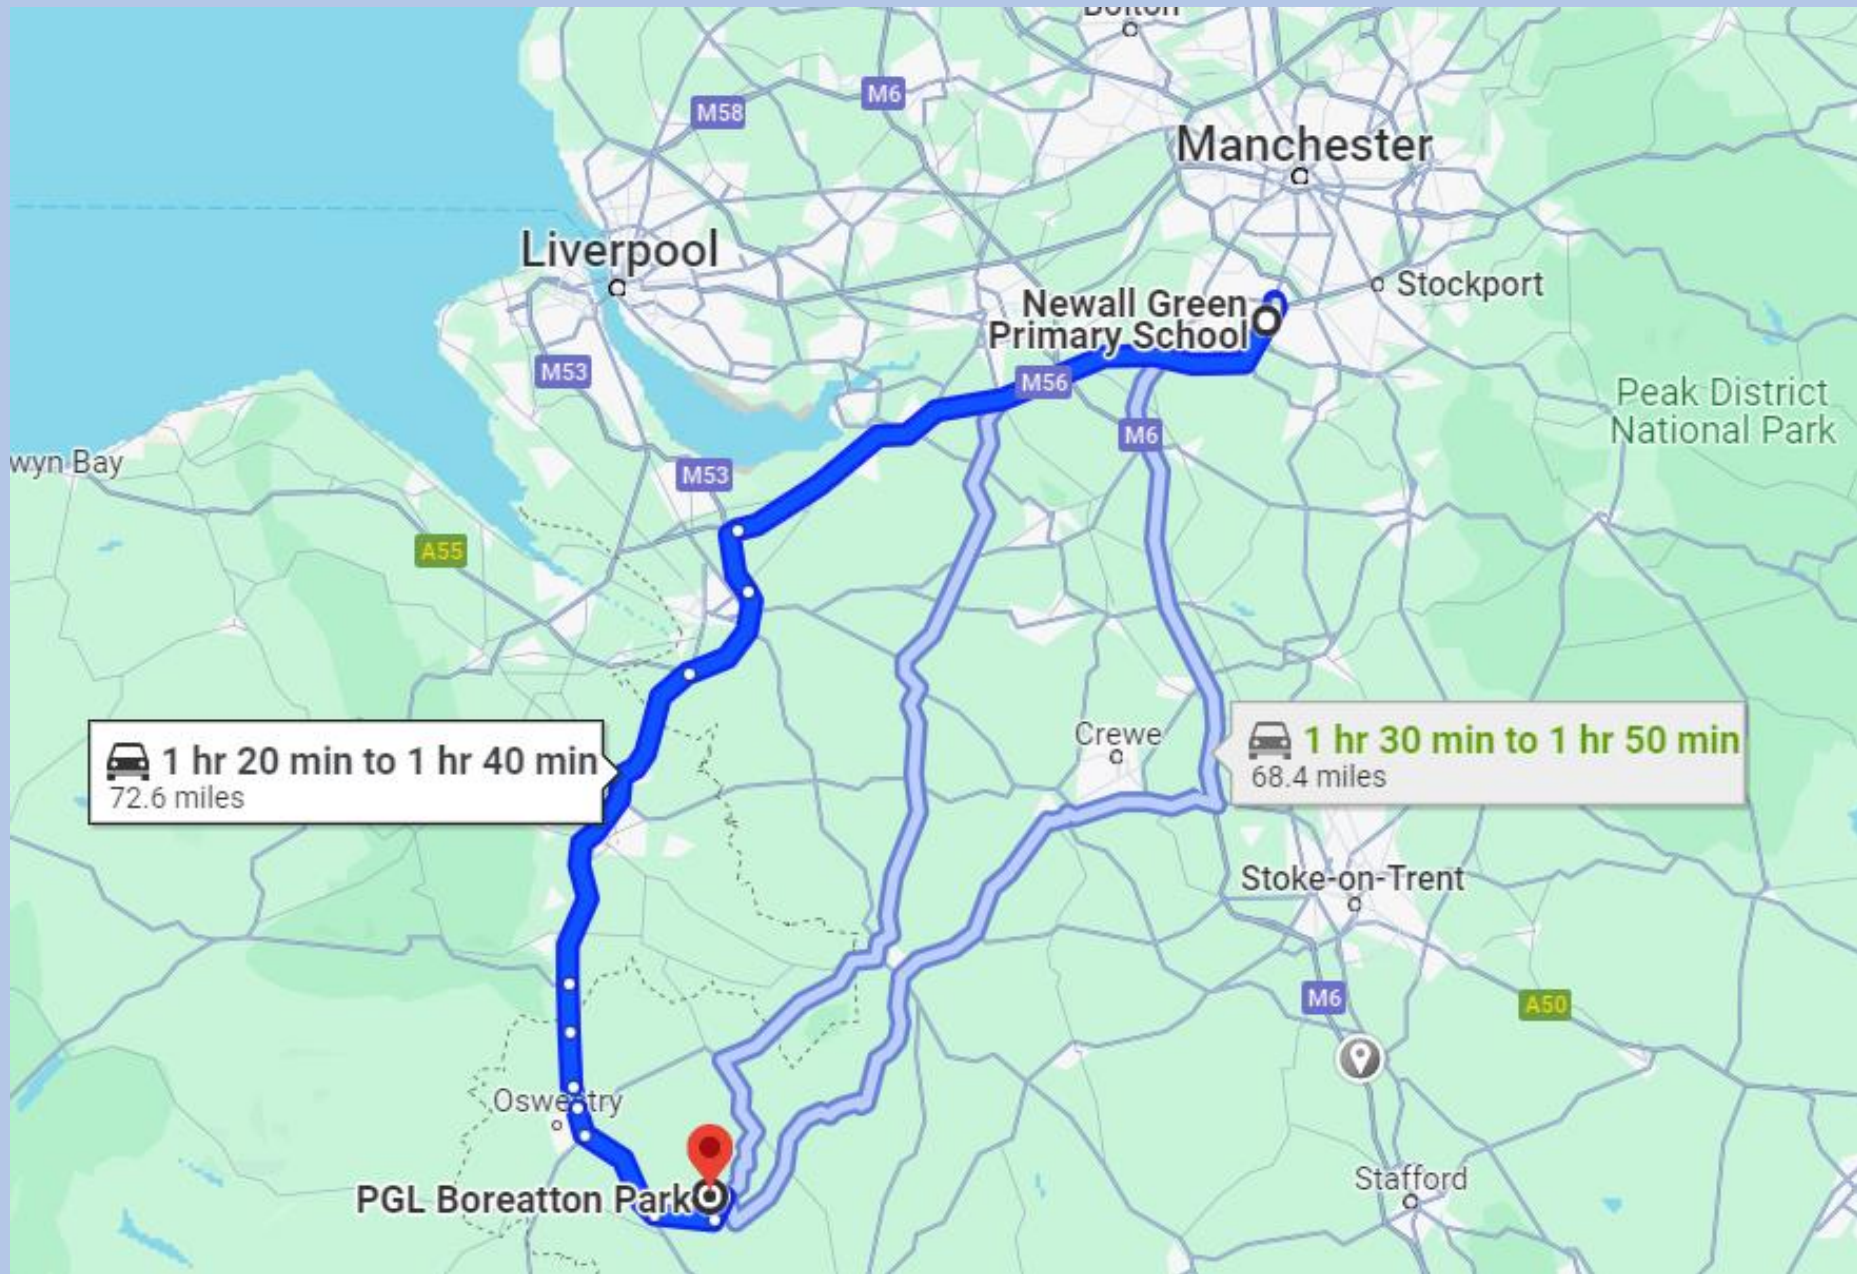 Bolton
M6
M58
Manchester
Liverpool
Stockport
Newall Green
Primary School
M53
M56
Peak District
National Park
M6
wyn Bay
M53
A55
1 hr 20 min to 1 hr 40 min
72.6 miles
Crewe
1 hr 30 min to 1 hr 50 min
68.4 miles
Stoke-on-Trent
M6
A50
Oswestry
PGL Boreatton Park
Stafford